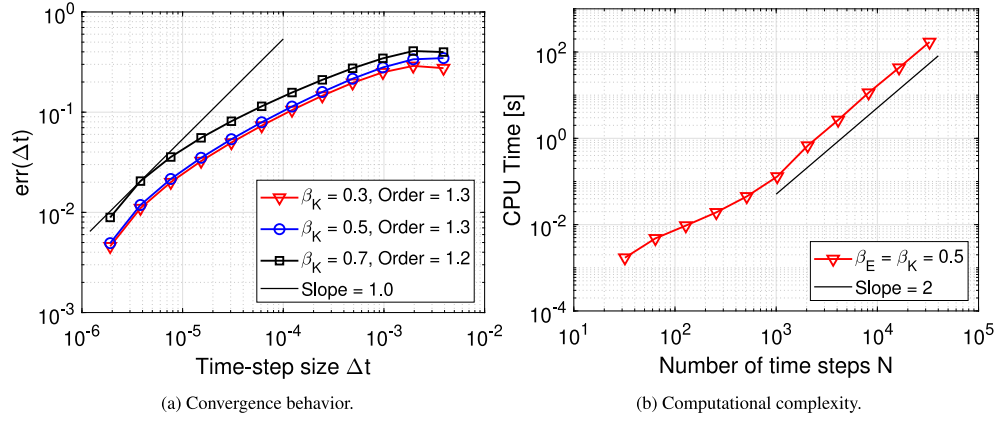 10^0
10^-1
10^-2
10^-3
err(Δt)
β_K = 0.3, Order = 1.3
β_K = 0.5, Order = 1.3
β_K = 0.7, Order = 1.2
Slope = 1.0
10^-6 10^-5 10^-4 10^-3 10^-2
Time-step size Δt
(a) Convergence behavior.
10^2
10^0
10^-2
10^-4
CPU Time [s]
β_E = β_K = 0.5
Slope = 2
10^1 10^2 10^3 10^4 10^5
Number of time steps N
(b) Computational complexity.